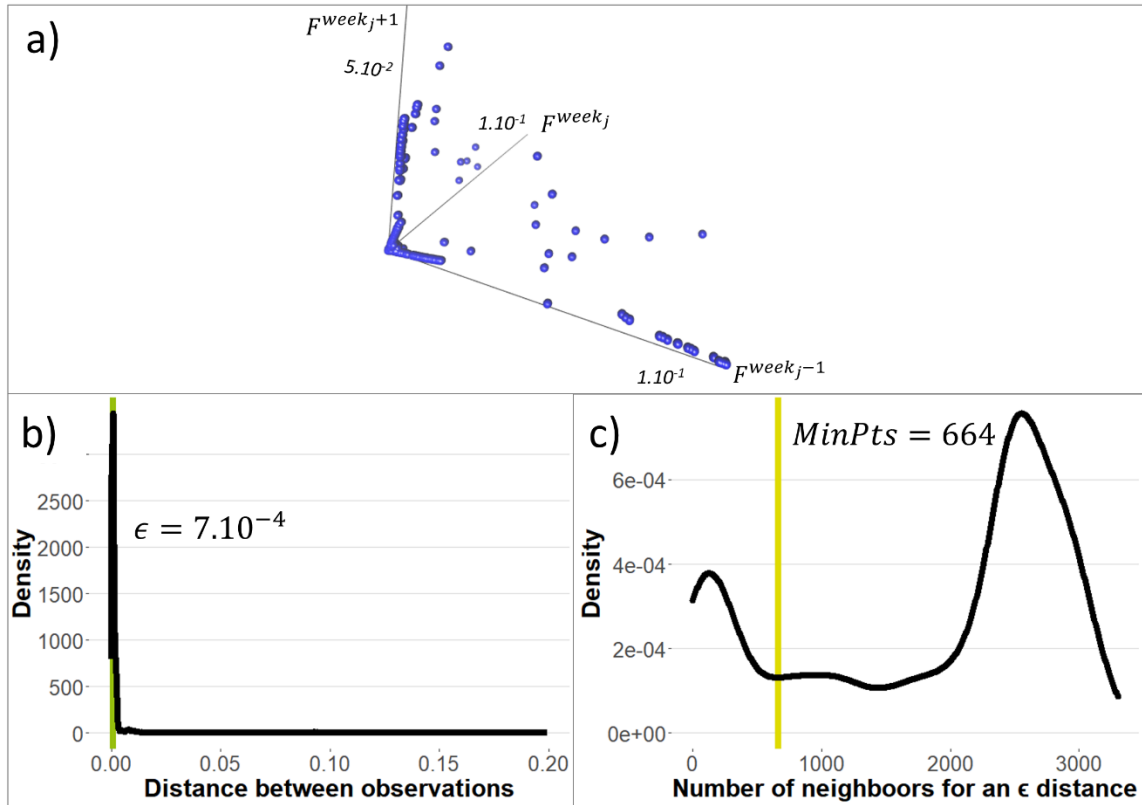 a)
F^{week_j+1}
5.10⁻²
1.10⁻¹
F^{week_j}
1.10⁻¹
F^{week_j-1}
b)
ϵ = 7.10⁻⁴
Density
2500
2000
1500
1000
500
0
0.00 0.05 0.10 0.15 0.20
Distance between observations
c)
MinPts = 664
Density
6e-04
4e-04
2e-04
0e+00
0 1000 2000 3000
Number of neighboors for an ϵ distance